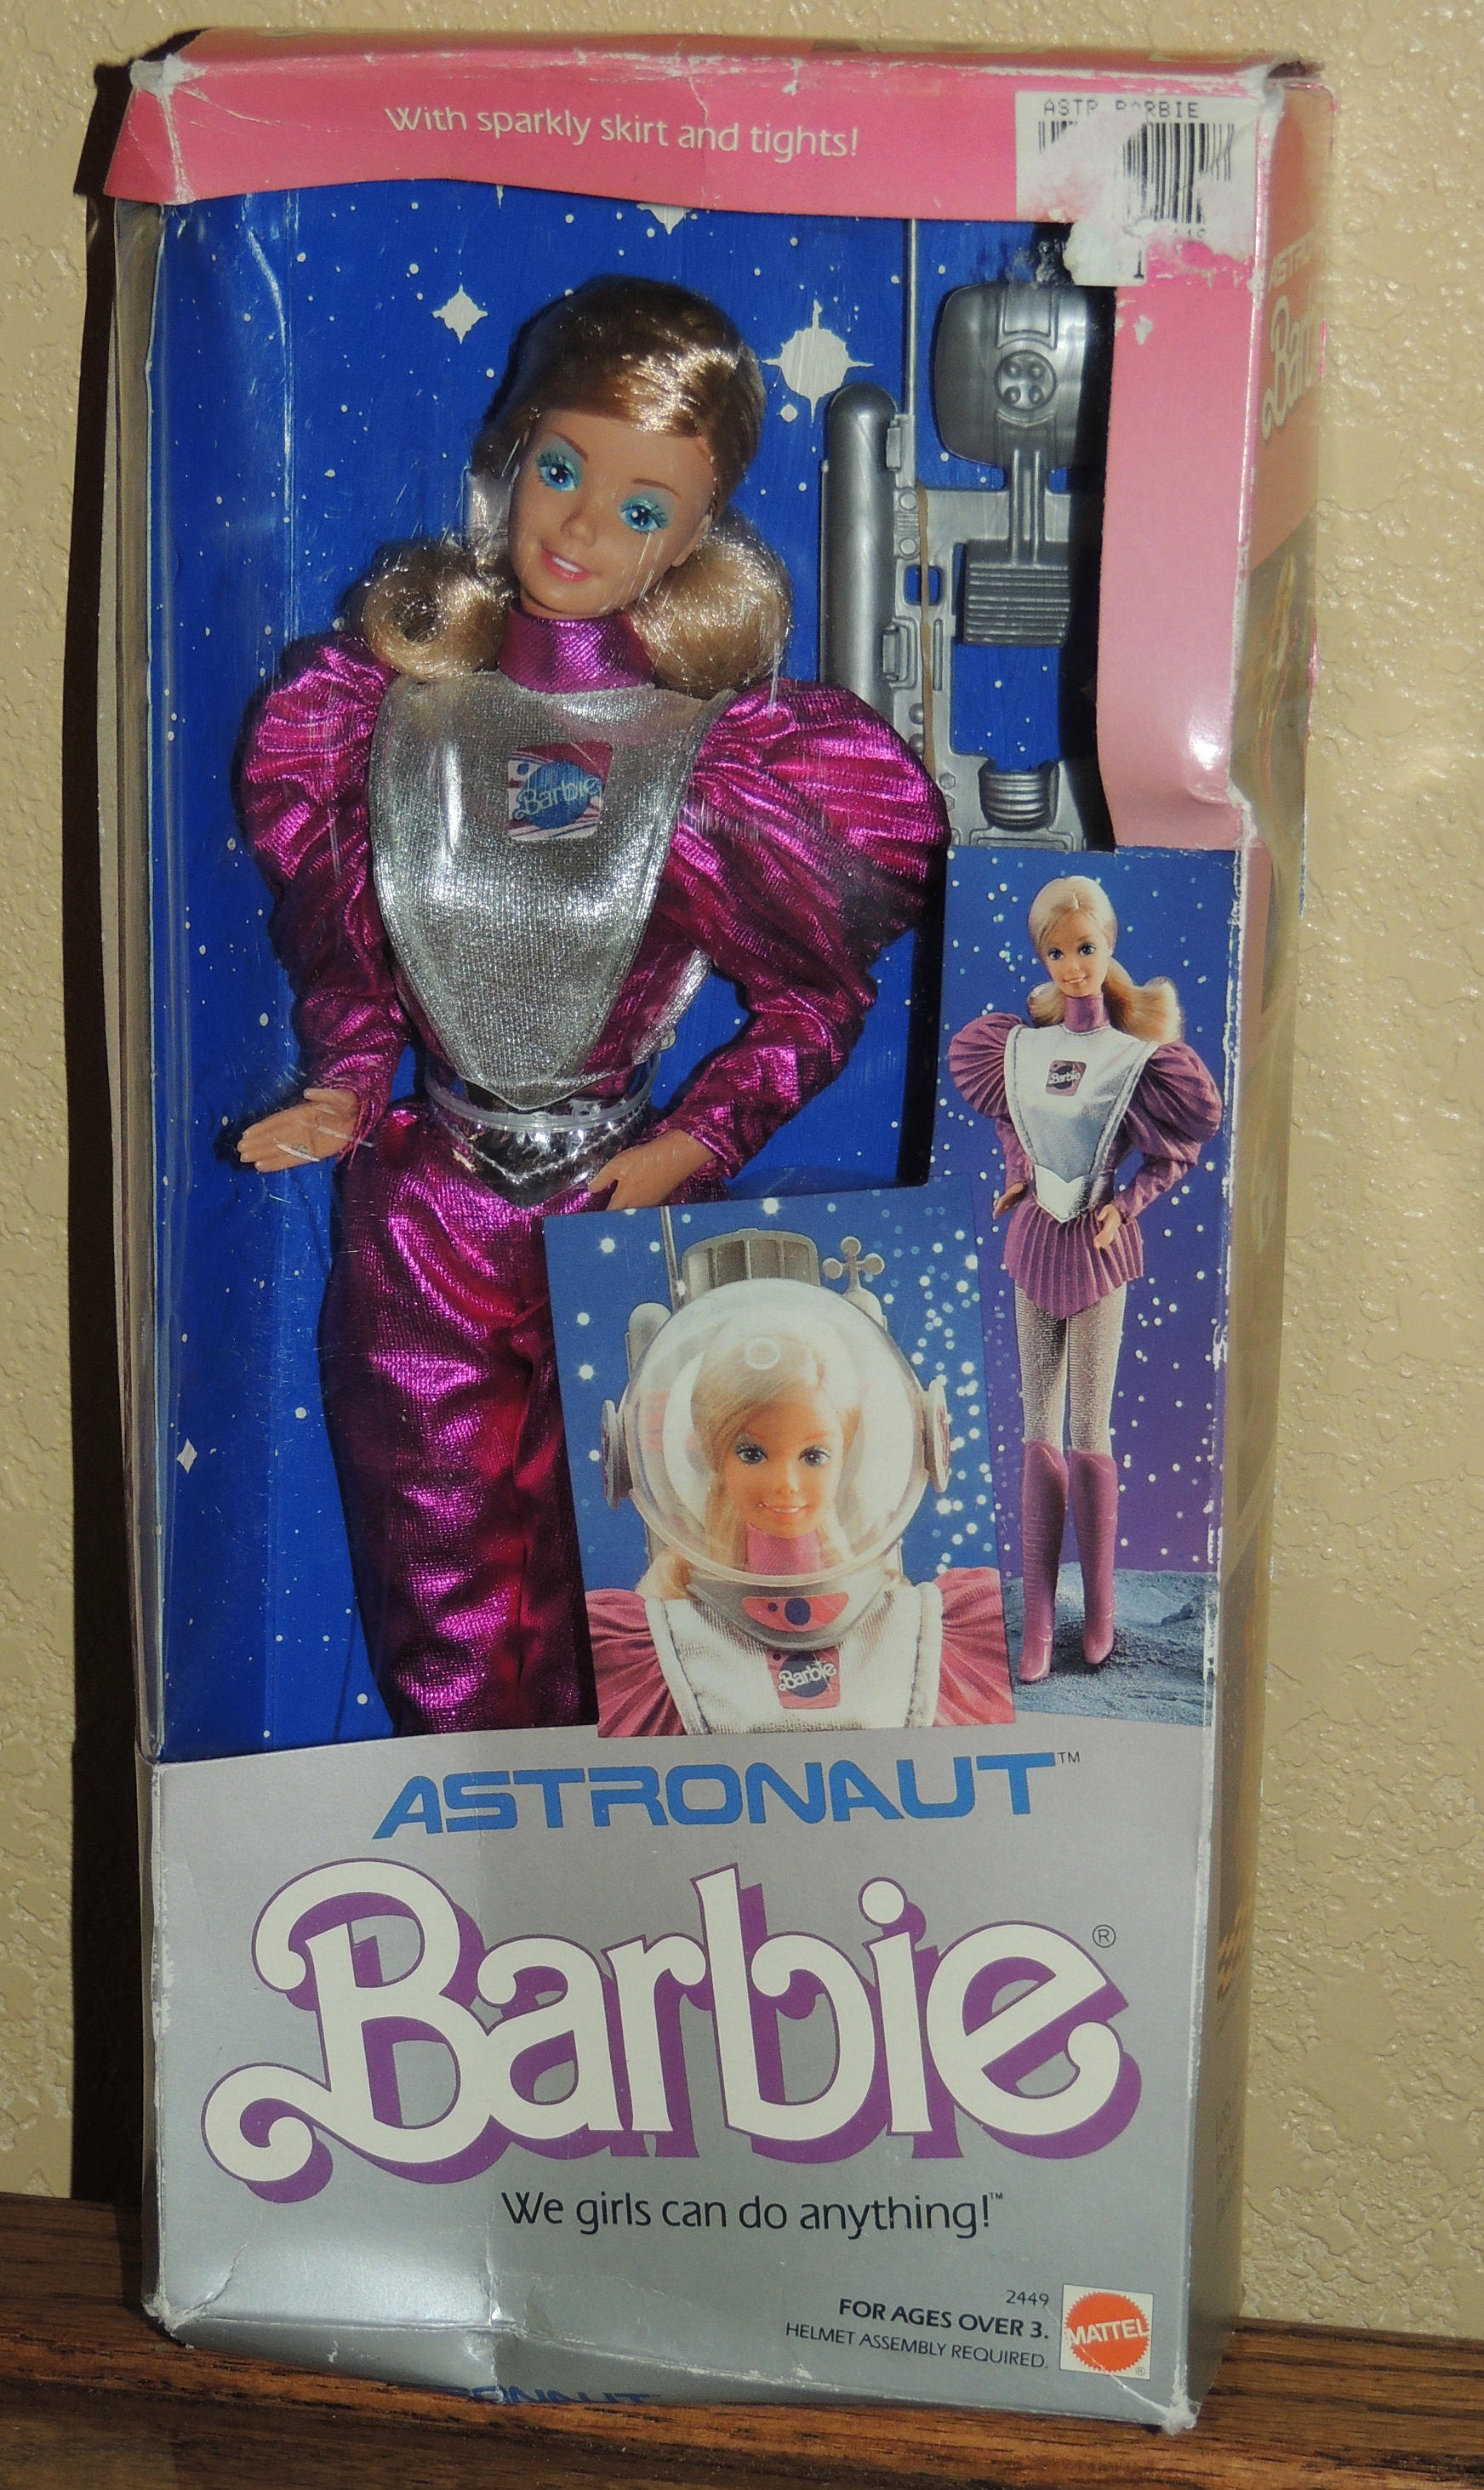 With sparkly skirt and tights!
ASTR BARBIE
Barbie
Barbie
Barbie
ASTRONAUT™
Barbie®
We girls can do anything!™
2449
FOR AGES OVER 3.
HELMET ASSEMBLY REQUIRED.
MATTEL